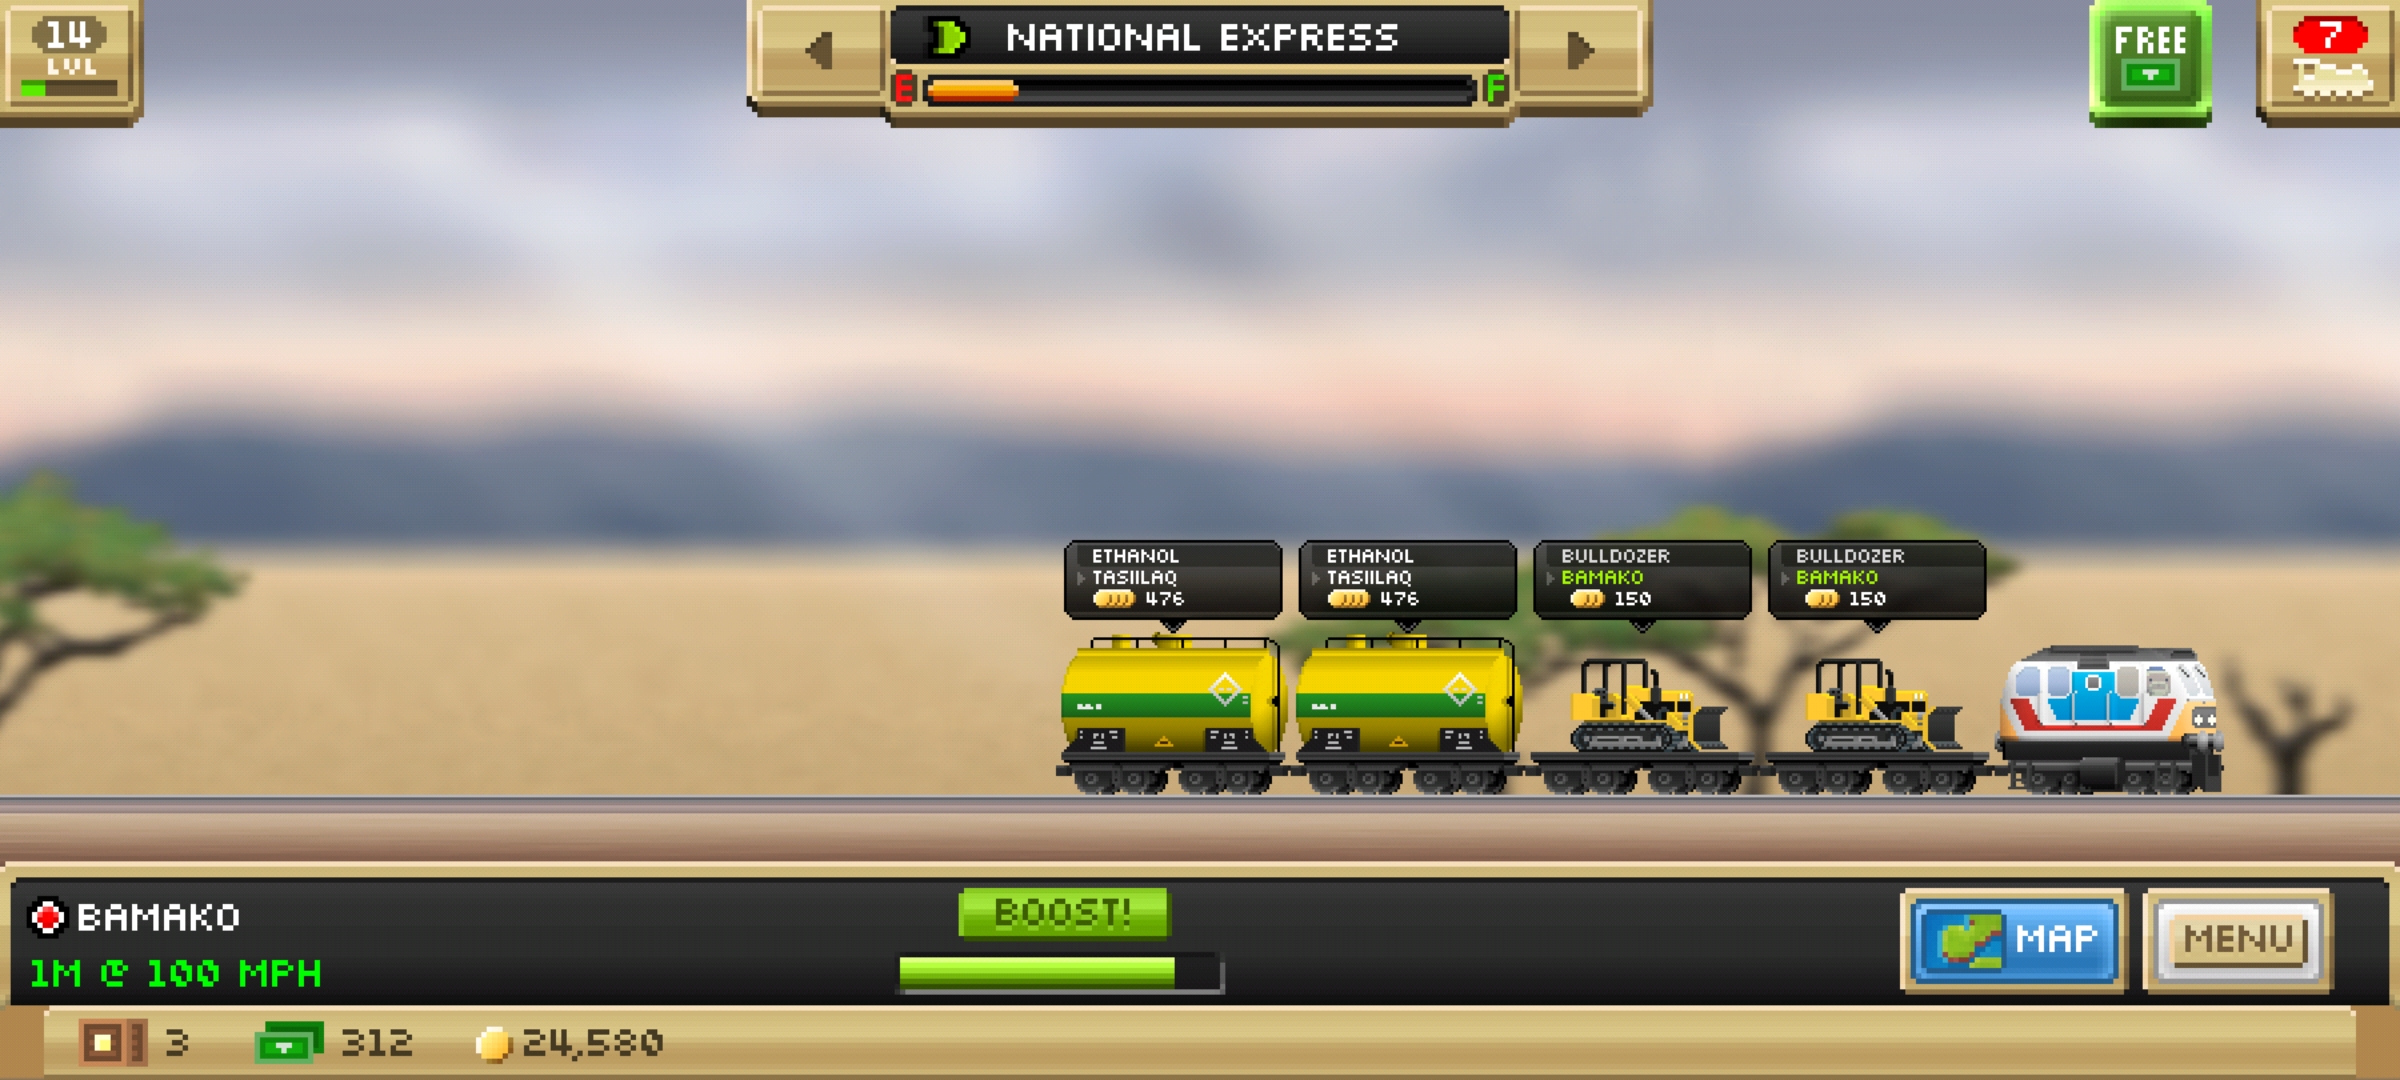 14
LVL
NATIONAL EXPRESS
E
F
FREE
7
ETHANOL
TASIILAQ
476
ETHANOL
TASIILAQ
476
BULLDOZER
BAMAKO
150
BULLDOZER
BAMAKO
150
BAMAKO
1M @ 100 MPH
BOOST!
MAP
MENU
3
312
24,580